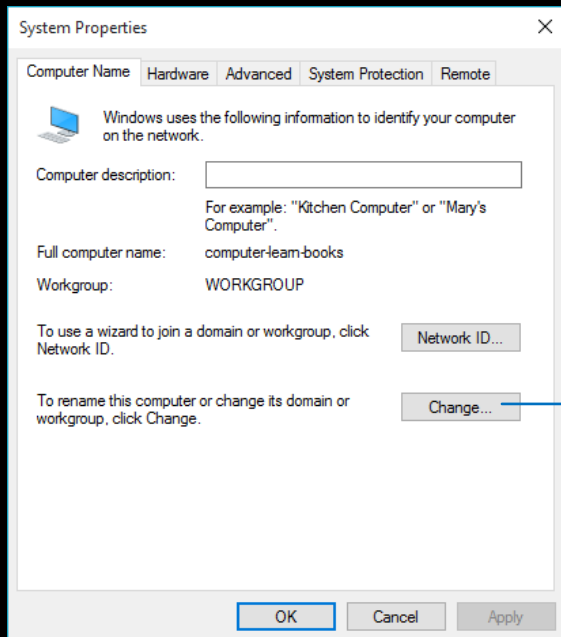 System Properties
Computer Name Hardware Advanced System Protection Remote
Windows uses the following information to identify your computer
on the network.
Computer description:
For example: "Kitchen Computer" or "Mary's
Computer".
Full computer name: computer-learn-books
Workgroup: WORKGROUP
To use a wizard to join a domain or workgroup, click
Network ID.
Network ID...
To rename this computer or change its domain or
workgroup, click Change.
Change...
OK Cancel Apply